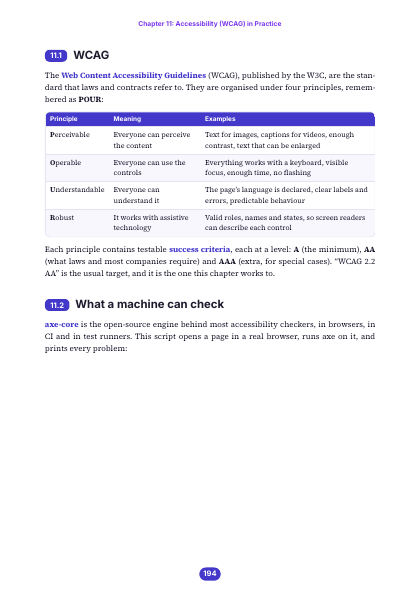 Chapter 11: Accessibility (WCAG) in Practice
11.1 WCAG
The Web Content Accessibility Guidelines (WCAG), published by the W3C, are the stan-
dard that laws and contracts refer to. They are organised under four principles, remem-
bered as POUR:
Principle Meaning Examples
Perceivable Everyone can perceive the content Text for images, captions for videos, enough contrast, text that can be enlarged
Operable Everyone can use the controls Everything works with a keyboard, visible focus, enough time, no flashing
Understandable Everyone can understand it The page's language is declared, clear labels and errors, predictable behaviour
Robust It works with assistive technology Valid roles, names and states, so screen readers can describe each control
Each principle contains testable success criteria, each at a level: A (the minimum), AA
(what laws and most companies require) and AAA (extra, for special cases). “WCAG 2.2
AA” is the usual target, and it is the one this chapter works to.
11.2 What a machine can check
axe-core is the open-source engine behind most accessibility checkers, in browsers, in
CI and in test runners. This script opens a page in a real browser, runs axe on it, and
prints every problem:
194